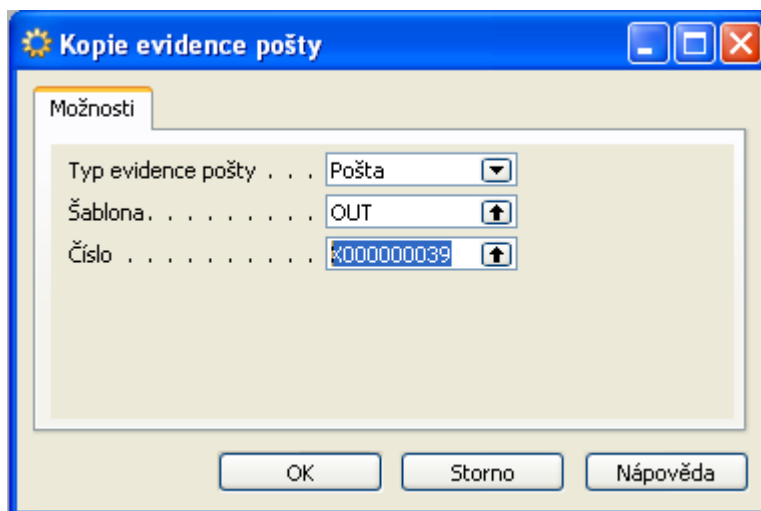 Kopie evidence pošty
Možnosti
Typ evidence pošty . . . Pošta
Šablona. . . . . . . . . OUT
Číslo . . . . . . . . . . X000000039
OK Storno Nápověda